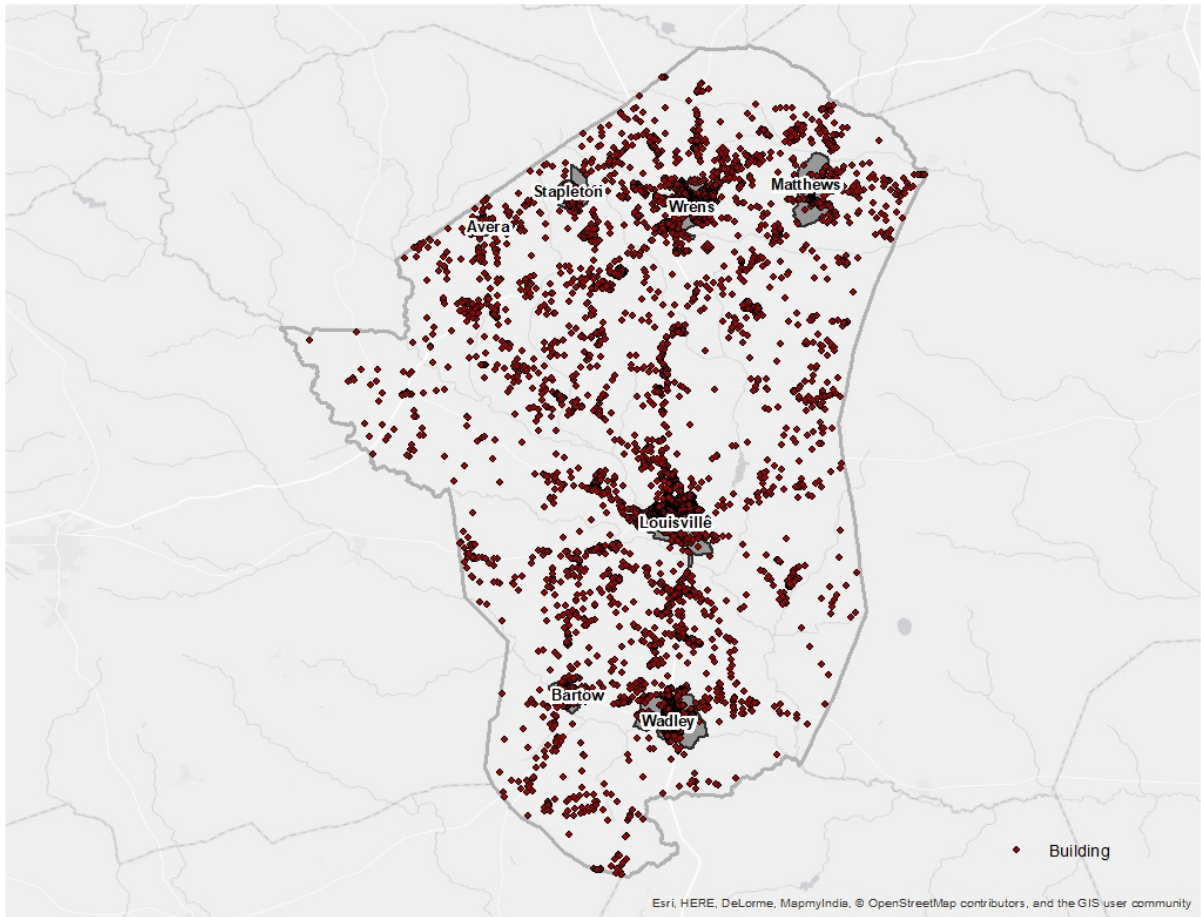 Stapleton
Matthews
Wrens
Avera
Louisville
Bartow
Wadley
Building
Esri, HERE, DeLorme, MapmyIndia, © OpenStreetMap contributors, and the GIS user community